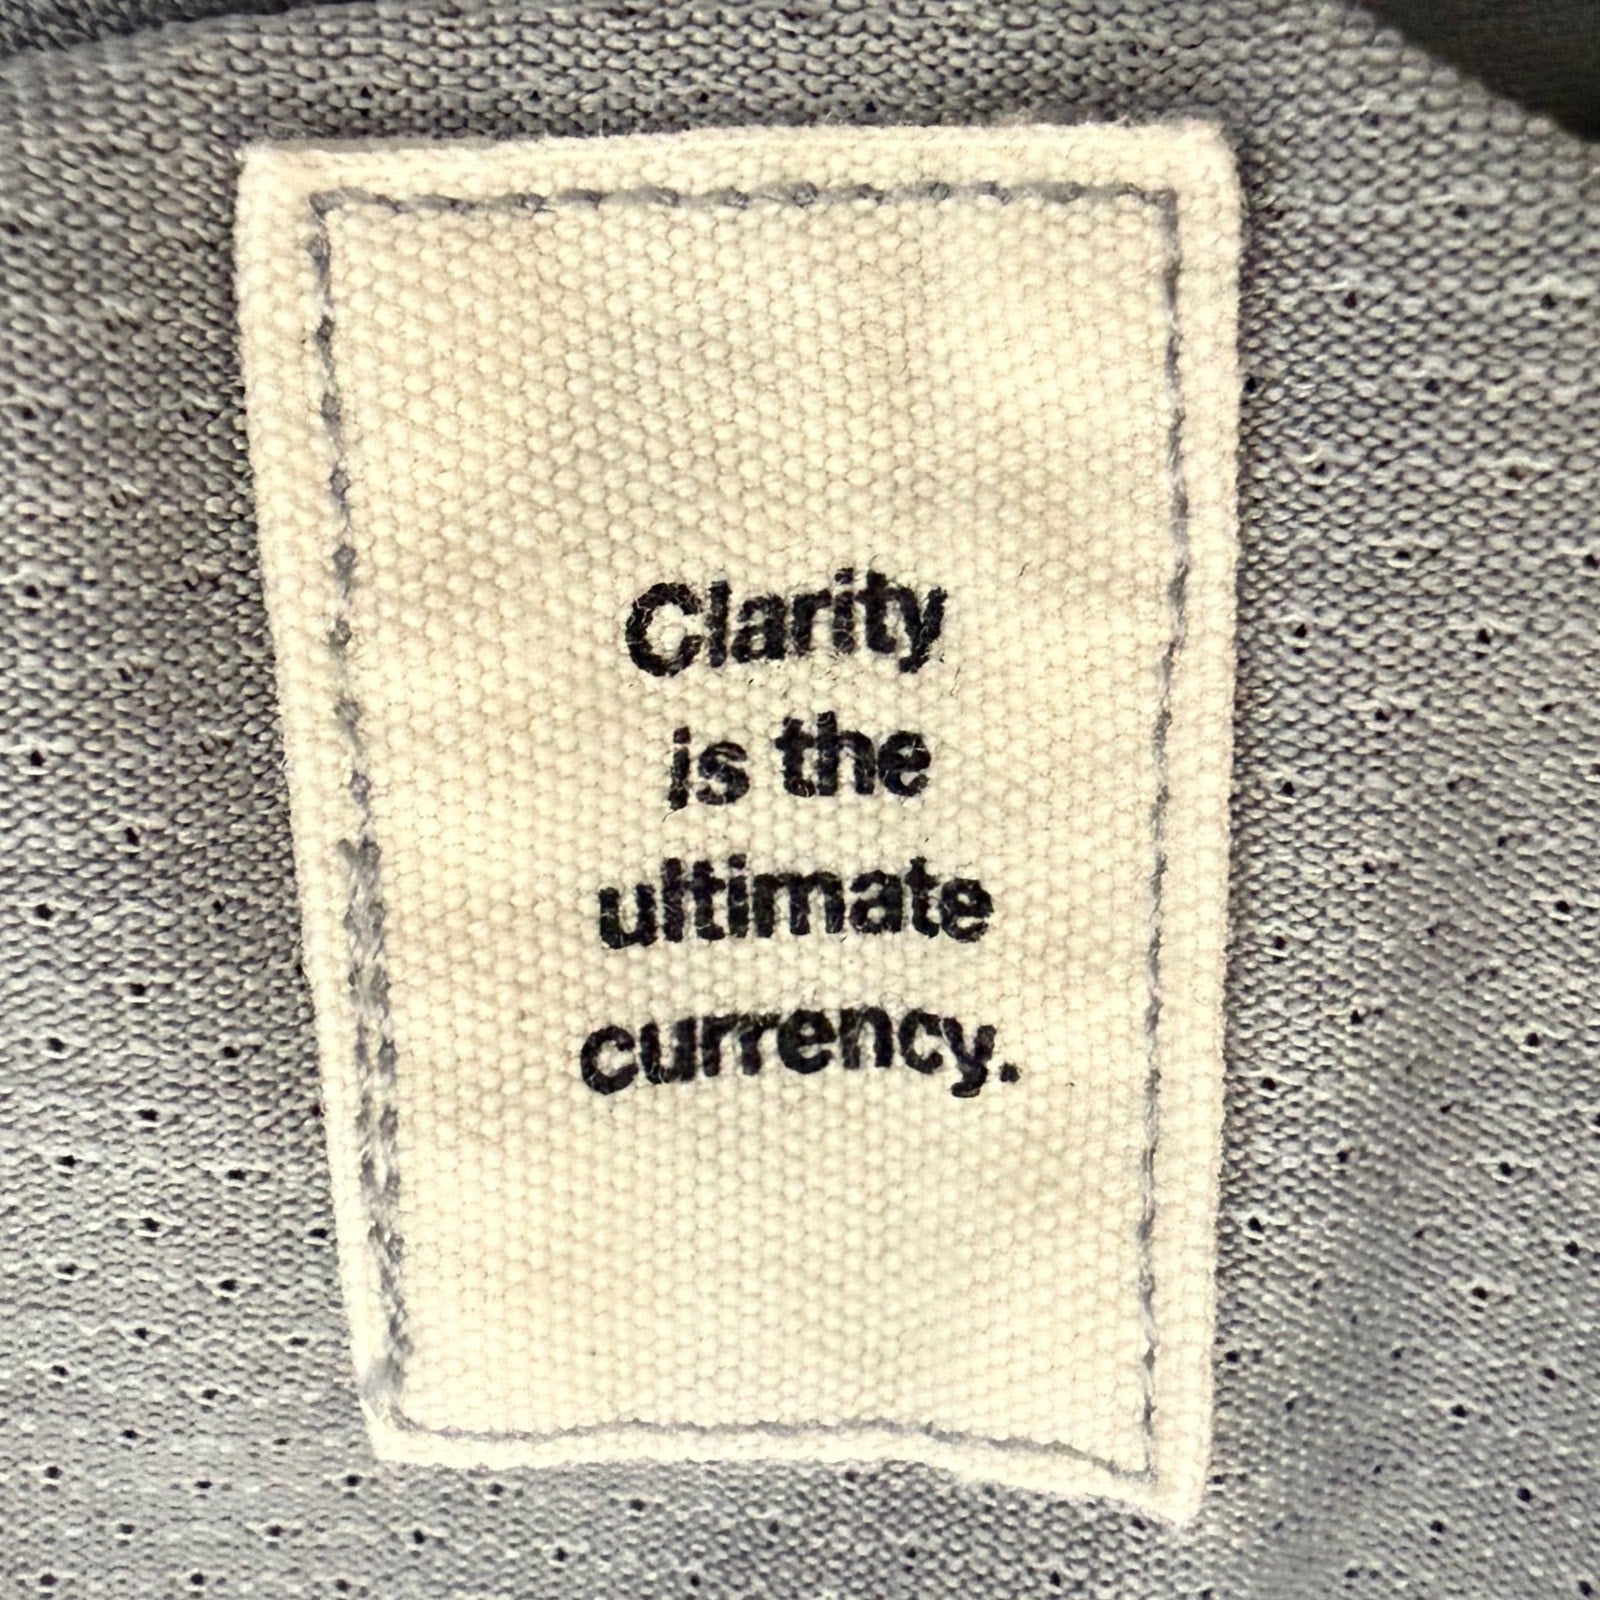 Clarity
is the
ultimate
currency.